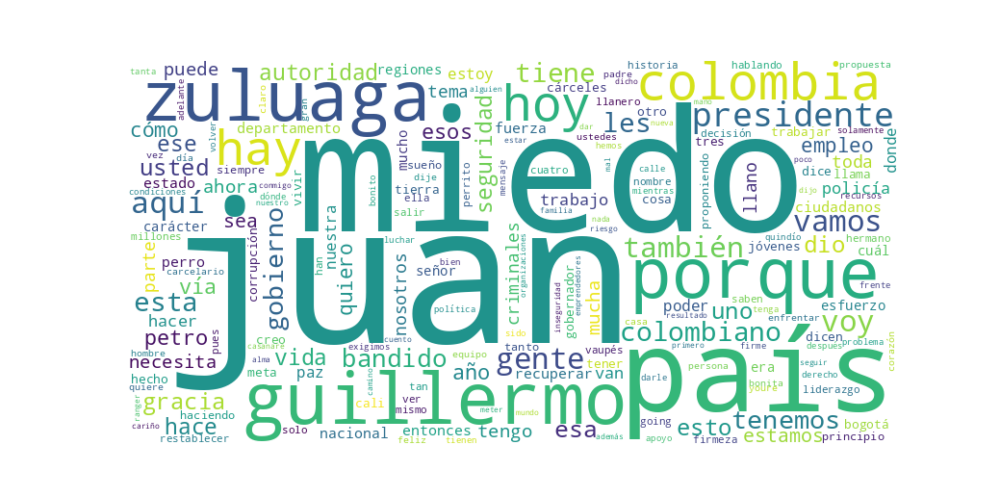 tanta
puede
autoridad
regiones
estoy
tiene
historia
hablando
propuesta
colombia
zuluaga
adelante
claro
gran
tema
alguien
hoy
padre
dicho
cárceles
llanero
otro
presidente
les
mano
nueva
dar
decisión
trabajar
solamente
cómo
volver
departamento
mucho
esos
seguridad
fuerza
ustedes
tres
empleo
donde
ese
hay
miedo
estar
hemos
poco
usted
vez
día
siempre
vivir
bonito
sueño
perrito
mensaje
cuatro
calle
mal
proponiendo
dice
toda
estado
condiciones
ahora
conmigo
dije
ella
tierra
nombre
mientras
llano
llama
policía
aquí
dónde
nuestro
salir
trabajo
familia
cosa
dijo
recursos
ciudadanos
carácter
sea
gobierno
nuestra
luchar
nada
riesgo
vamos
millones
corrupción
juan
criminales
organizaciones
también
jóvenes
quindío
dio
hermano
cuál
parte
perro
carcelario
han
quiero
nosotros
señor
bien
inseguridad
emprendedores
gobernador
porque
vía
esta
política
mucha
poder
saben
tenga
esfuerzo
frente
hacer
uno
voy
petro
pues
creo
exigimos
cuento
tanto
sido
casa
colombiano
enfrentar
resultado
dicen
después
problema
necesita
hombre
casanare
alma
vida
bandido
gente
vaupés
primero
firme
seguir
corazón
hecho
meta
paz
equipo
año
recuperar
van
tener
país
persona
era
quiere
darle
bonita
youre
derecho
liderazgo
gracia
ranger
cariño
hace
haciendo
guillermo
cali
camino
tan
ver
mismo
meter
mundo
restablecer
solo
nacional
feliz
entonces
tienen
tengo
esa
además
going
apoyo
esto
firmeza
tenemos
estamos
bogotá
principio